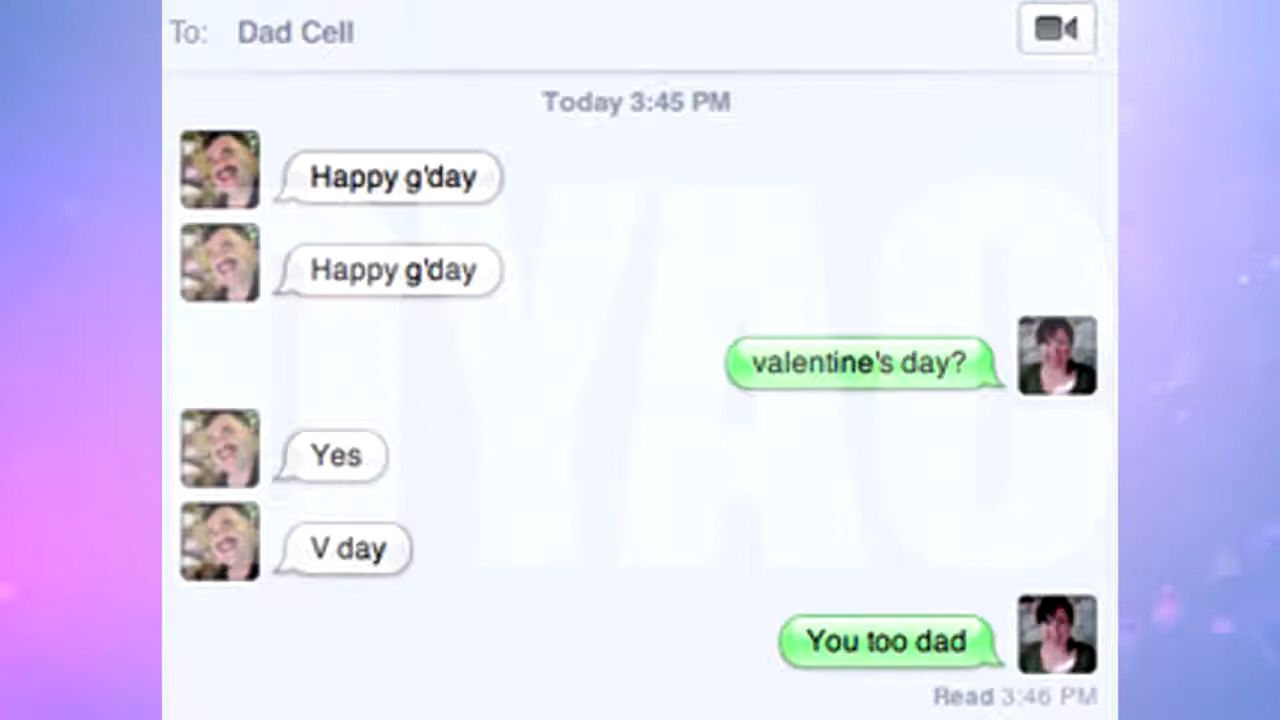 To: Dad Cell
Today 3:45 PM
Happy g'day
Happy g'day
valentine's day?
Yes
V day
You too dad
Read 3:46 PM